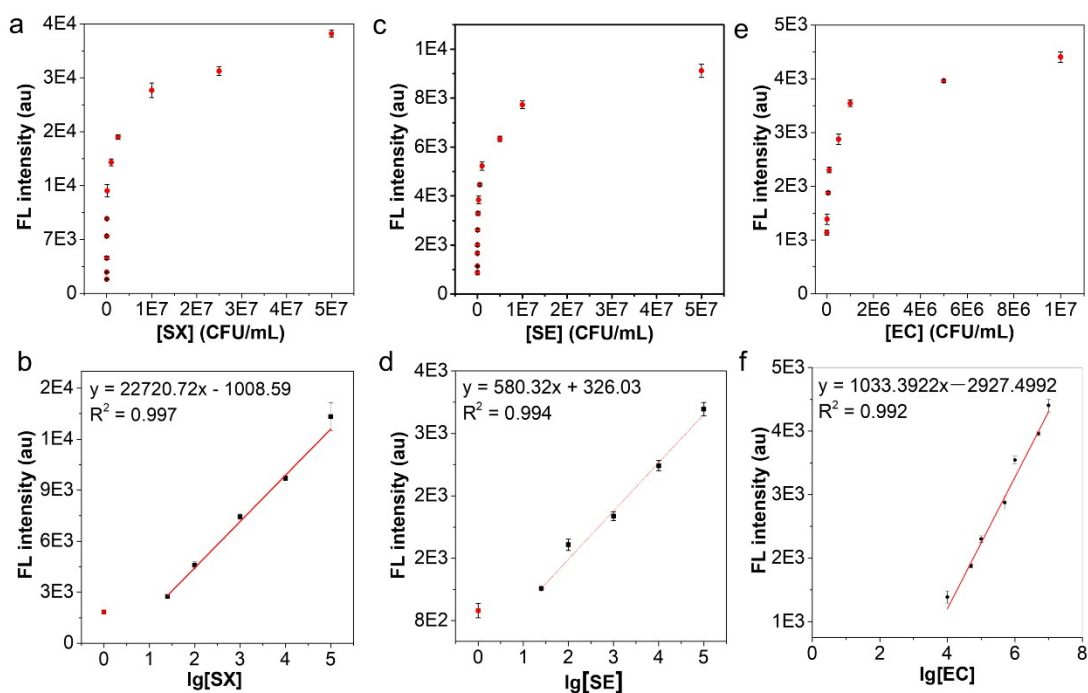 a
4E4
3E4
2E4
1E4
7E3
0
FL intensity (au)
0 1E7 2E7 3E7 4E7 5E7
[SX] (CFU/mL)
c
1E4
8E3
6E3
4E3
2E3
0
FL intensity (au)
0 1E7 2E7 3E7 4E7 5E7
[SE] (CFU/mL)
e
5E3
4E3
3E3
2E3
1E3
0
FL intensity (au)
0 2E6 4E6 6E6 8E6 1E7
[EC] (CFU/mL)
b
y = 22720.72x - 1008.59
R² = 0.997
2E4
1E4
9E3
6E3
3E3
0
FL intensity (au)
0 1 2 3 4 5
lg[SX]
d
y = 580.32x + 326.03
R² = 0.994
3E3
3E3
2E3
2E3
8E2
FL intensity (au)
0 1 2 3 4 5
lg[SE]
f
y = 1033.3922x—2927.4992
R² = 0.992
5E3
4E3
3E3
2E3
1E3
FL intensity (au)
0 2 4 6 8
lg[EC]